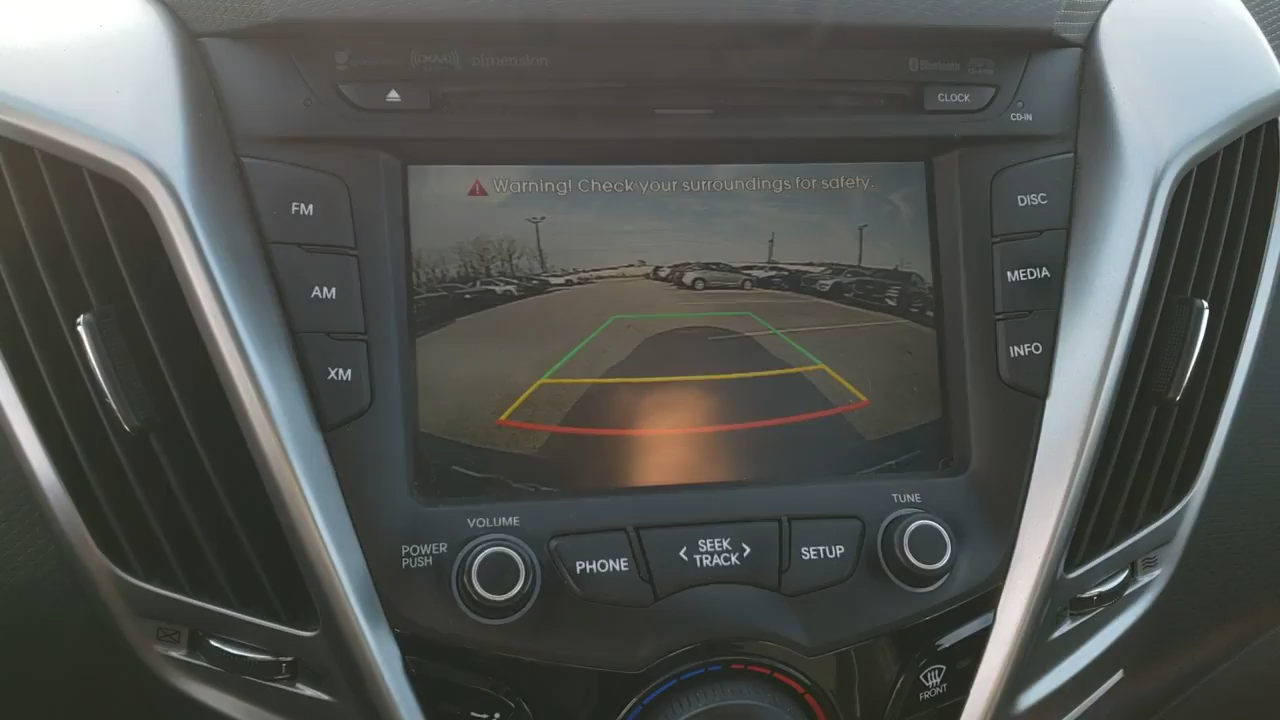 dimension
Bluetooth
CLOCK
CD-IN
Warning! Check your surroundings for safety.
FM
AM
XM
DISC
MEDIA
INFO
VOLUME
POWER
PUSH
PHONE
SEEK
TRACK
SETUP
TUNE
FRONT